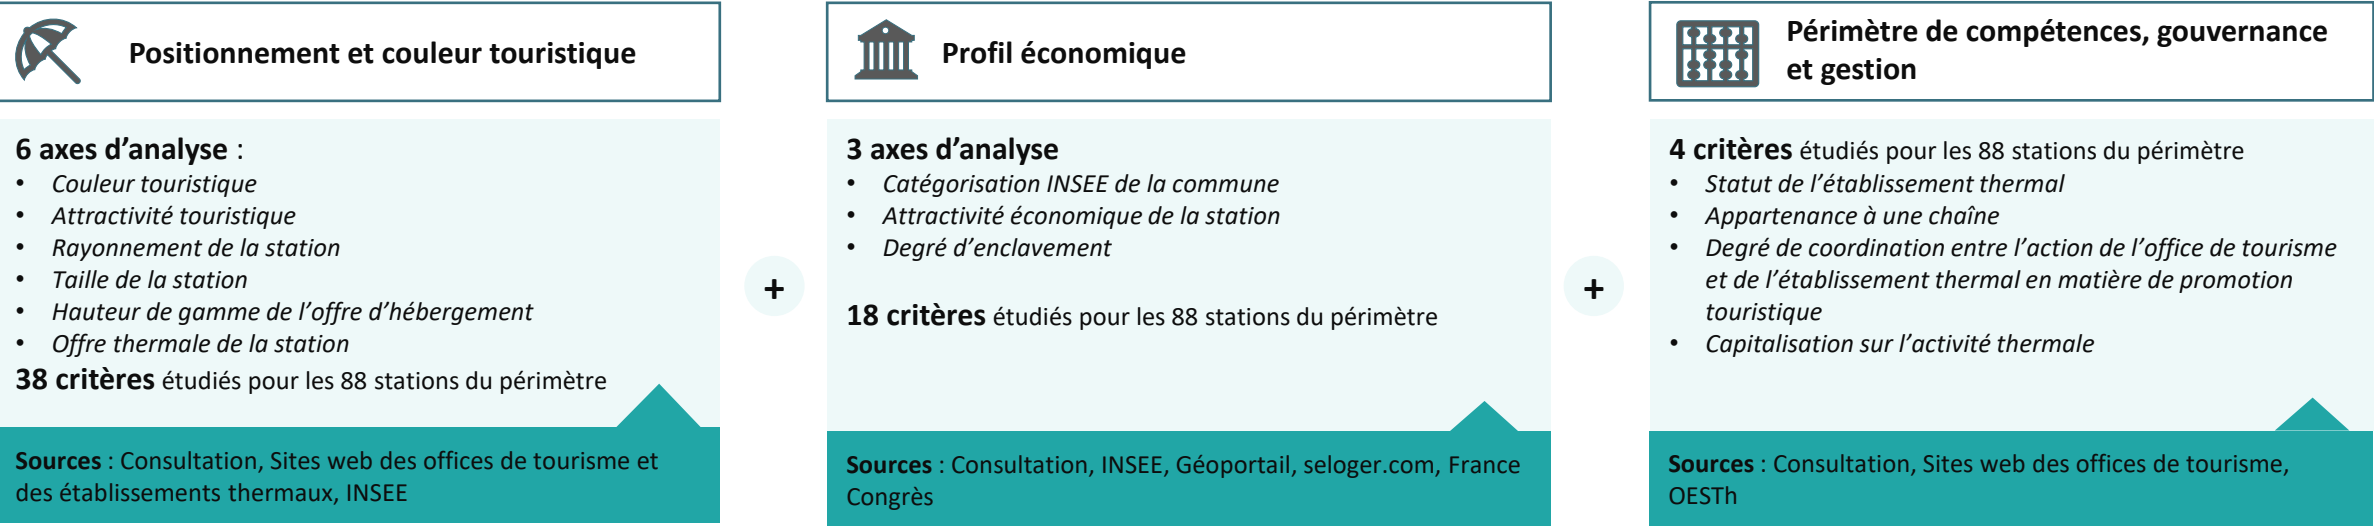 Positionnement et couleur touristique
6 axes d’analyse :
• Couleur touristique
• Attractivité touristique
• Rayonnement de la station
• Taille de la station
• Hauteur de gamme de l’offre d’hébergement
• Offre thermale de la station
38 critères étudiés pour les 88 stations du périmètre
Sources : Consultation, Sites web des offices de tourisme et
des établissements thermaux, INSEE
+
Profil économique
3 axes d’analyse
• Catégorisation INSEE de la commune
• Attractivité économique de la station
• Degré d’enclavement
18 critères étudiés pour les 88 stations du périmètre
Sources : Consultation, INSEE, Géoportail, seloger.com, France
Congrès
+
Périmètre de compétences, gouvernance
et gestion
4 critères étudiés pour les 88 stations du périmètre
• Statut de l’établissement thermal
• Appartenance à une chaîne
• Degré de coordination entre l’action de l’office de tourisme
et de l’établissement thermal en matière de promotion
touristique
• Capitalisation sur l’activité thermale
Sources : Consultation, Sites web des offices de tourisme,
OESTh